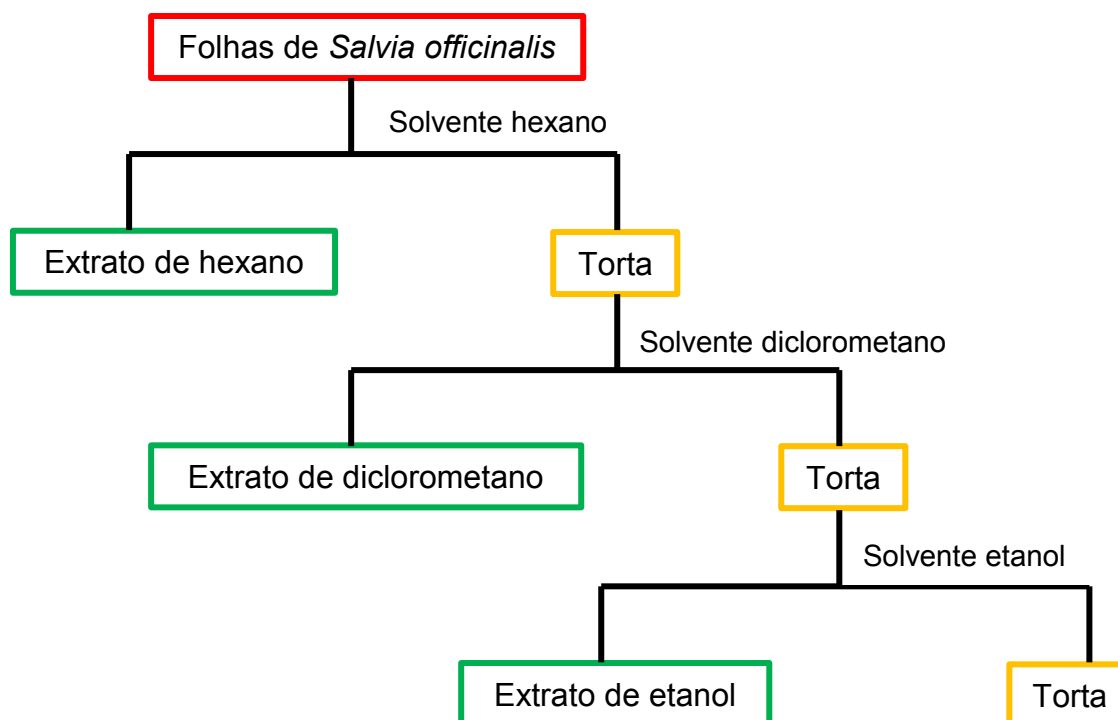 Folhas de Salvia officinalis
Solvente hexano
Extrato de hexano
Torta
Solvente diclorometano
Extrato de diclorometano
Torta
Solvente etanol
Extrato de etanol
Torta